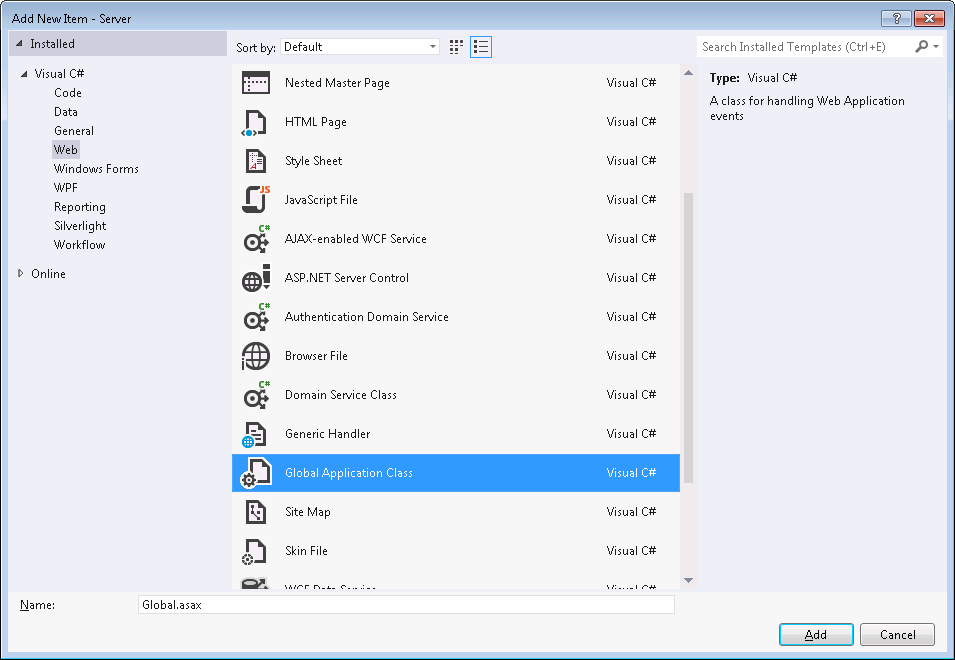 Add New Item - Server
Installed
Sort by: Default
Search Installed Templates (Ctrl+E)
Visual C#
Code
Data
General
Web
Windows Forms
WPF
Reporting
Silverlight
Workflow
Online
Nested Master Page Visual C#
HTML Page Visual C#
Style Sheet Visual C#
JS
JavaScript File Visual C#
C#
AJAX-enabled WCF Service Visual C#
ASP.NET Server Control Visual C#
C#
Authentication Domain Service Visual C#
Browser File Visual C#
C#
Domain Service Class Visual C#
Generic Handler Visual C#
Global Application Class Visual C#
Site Map Visual C#
Skin File Visual C#
WCF Data Service Visual C#
Type: Visual C#
A class for handling Web Application
events
Name: Global.asax
Add
Cancel